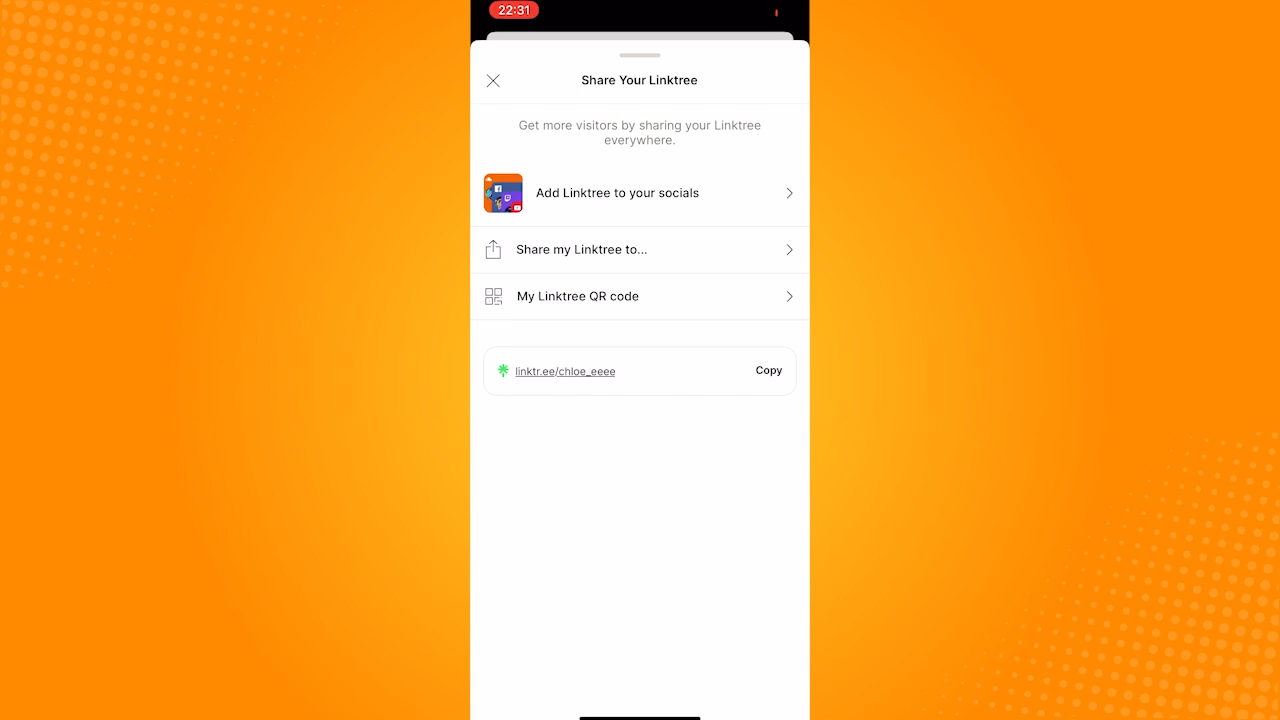 22:31
Share Your Linktree
Get more visitors by sharing your Linktree
everywhere.
Add Linktree to your socials
Share my Linktree to...
My Linktree QR code
linktr.ee/chloe_eeee
Copy